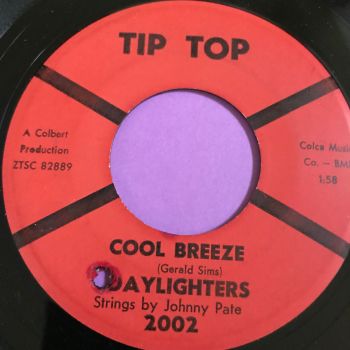 TIP TOP
A Colbert
Production
ZTSC 82889
Colce Music
Co. - BMI
1:58
COOL BREEZE
(Gerald Sims)
DAYLIGHTERS
Strings by Johnny Pate
2002